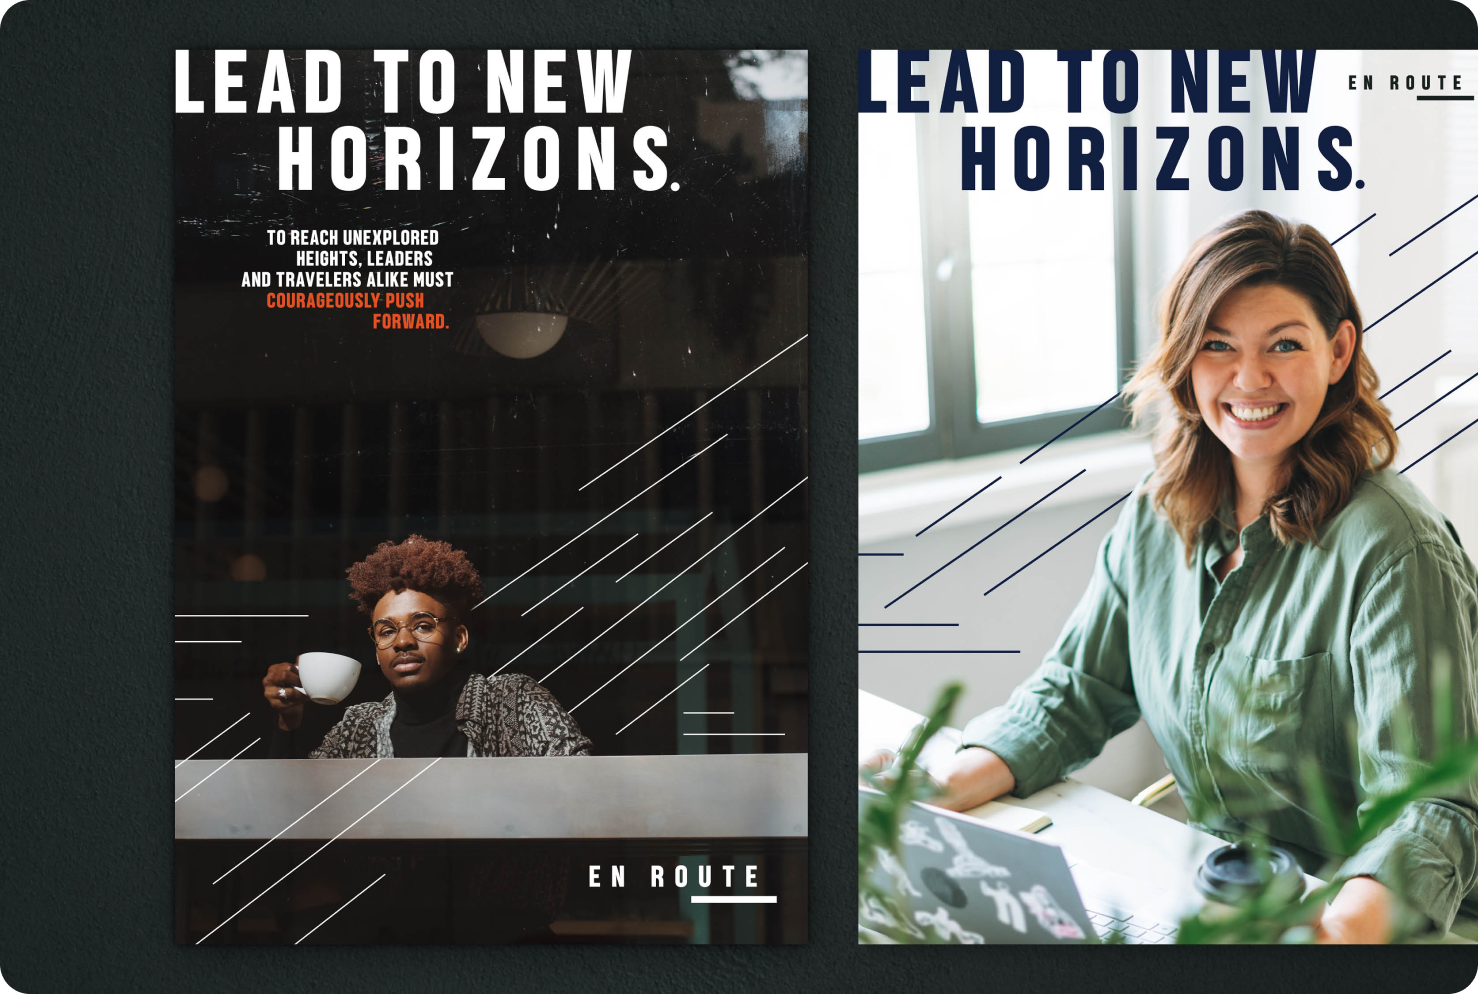 LEAD TO NEW
HORIZONS.
TO REACH UNEXPLORED
HEIGHTS, LEADERS
AND TRAVELERS ALIKE MUST
COURAGEOUSLY PUSH
FORWARD.
EN ROUTE
LEAD TO NEW
HORIZONS.
EN ROUTE